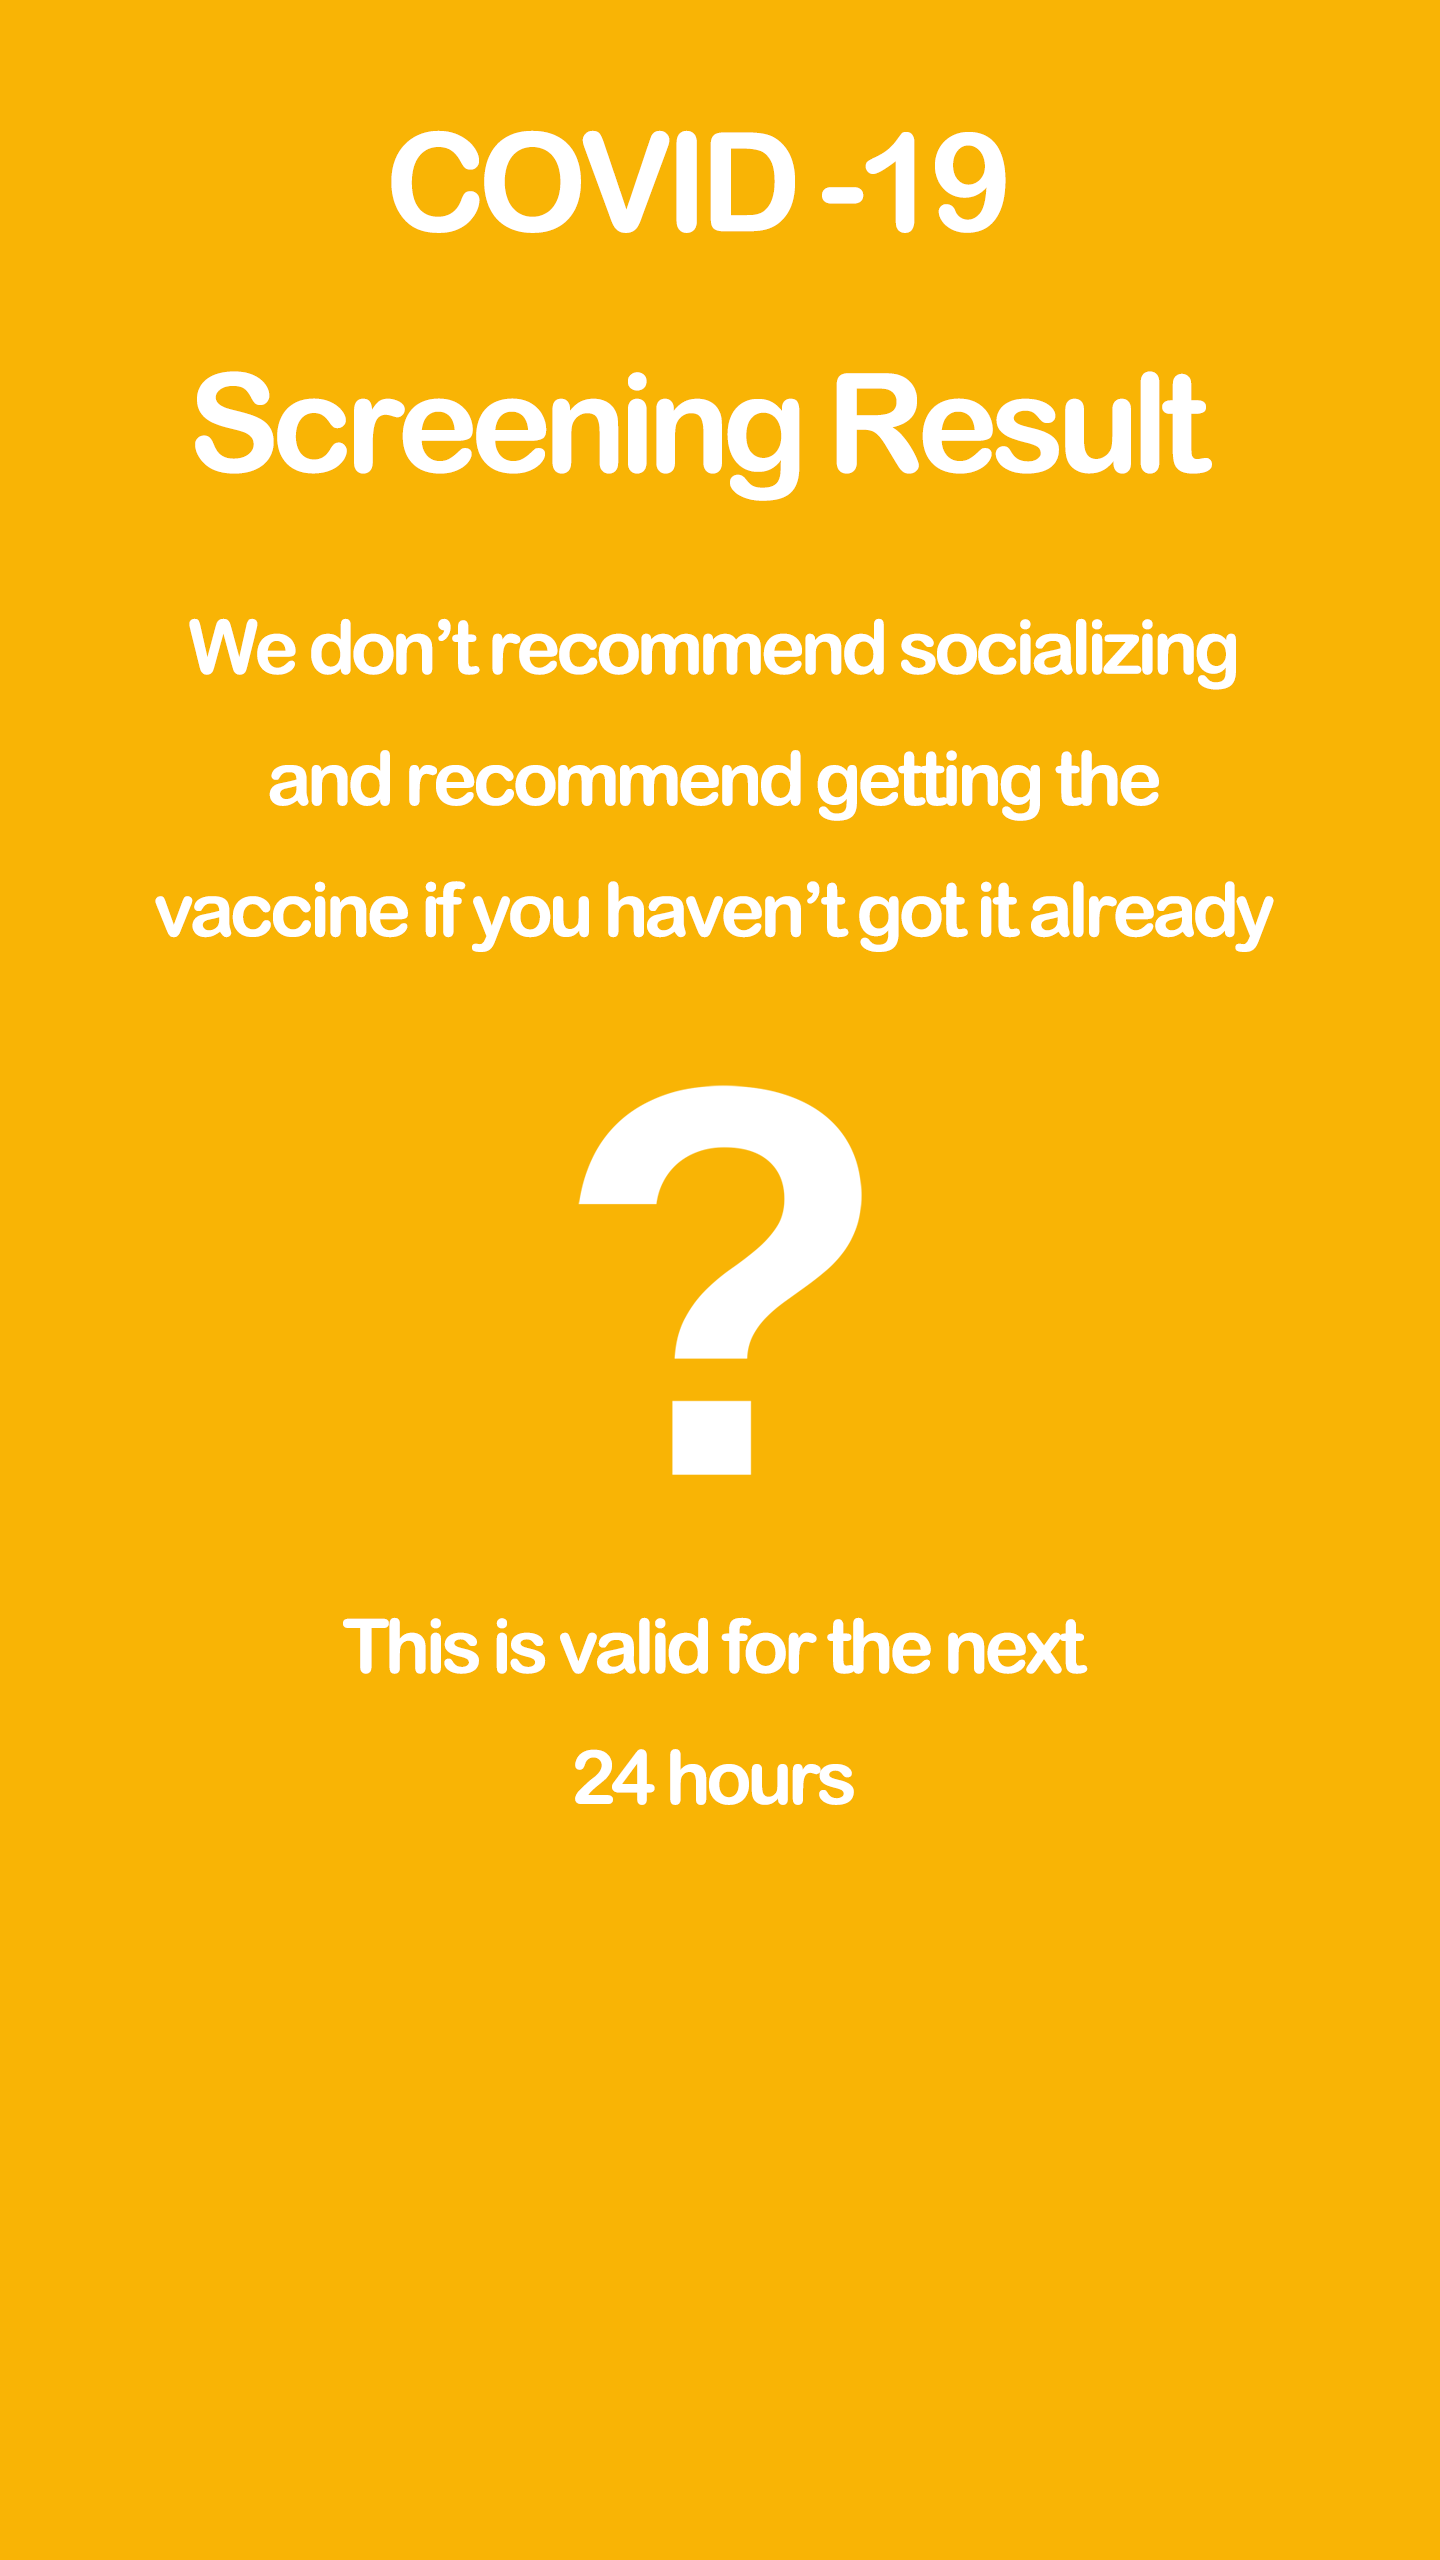 COVID -19
Screening Result
We don’t recommend socializing
and recommend getting the
vaccine if you haven’t got it already
?
This is valid for the next
24 hours